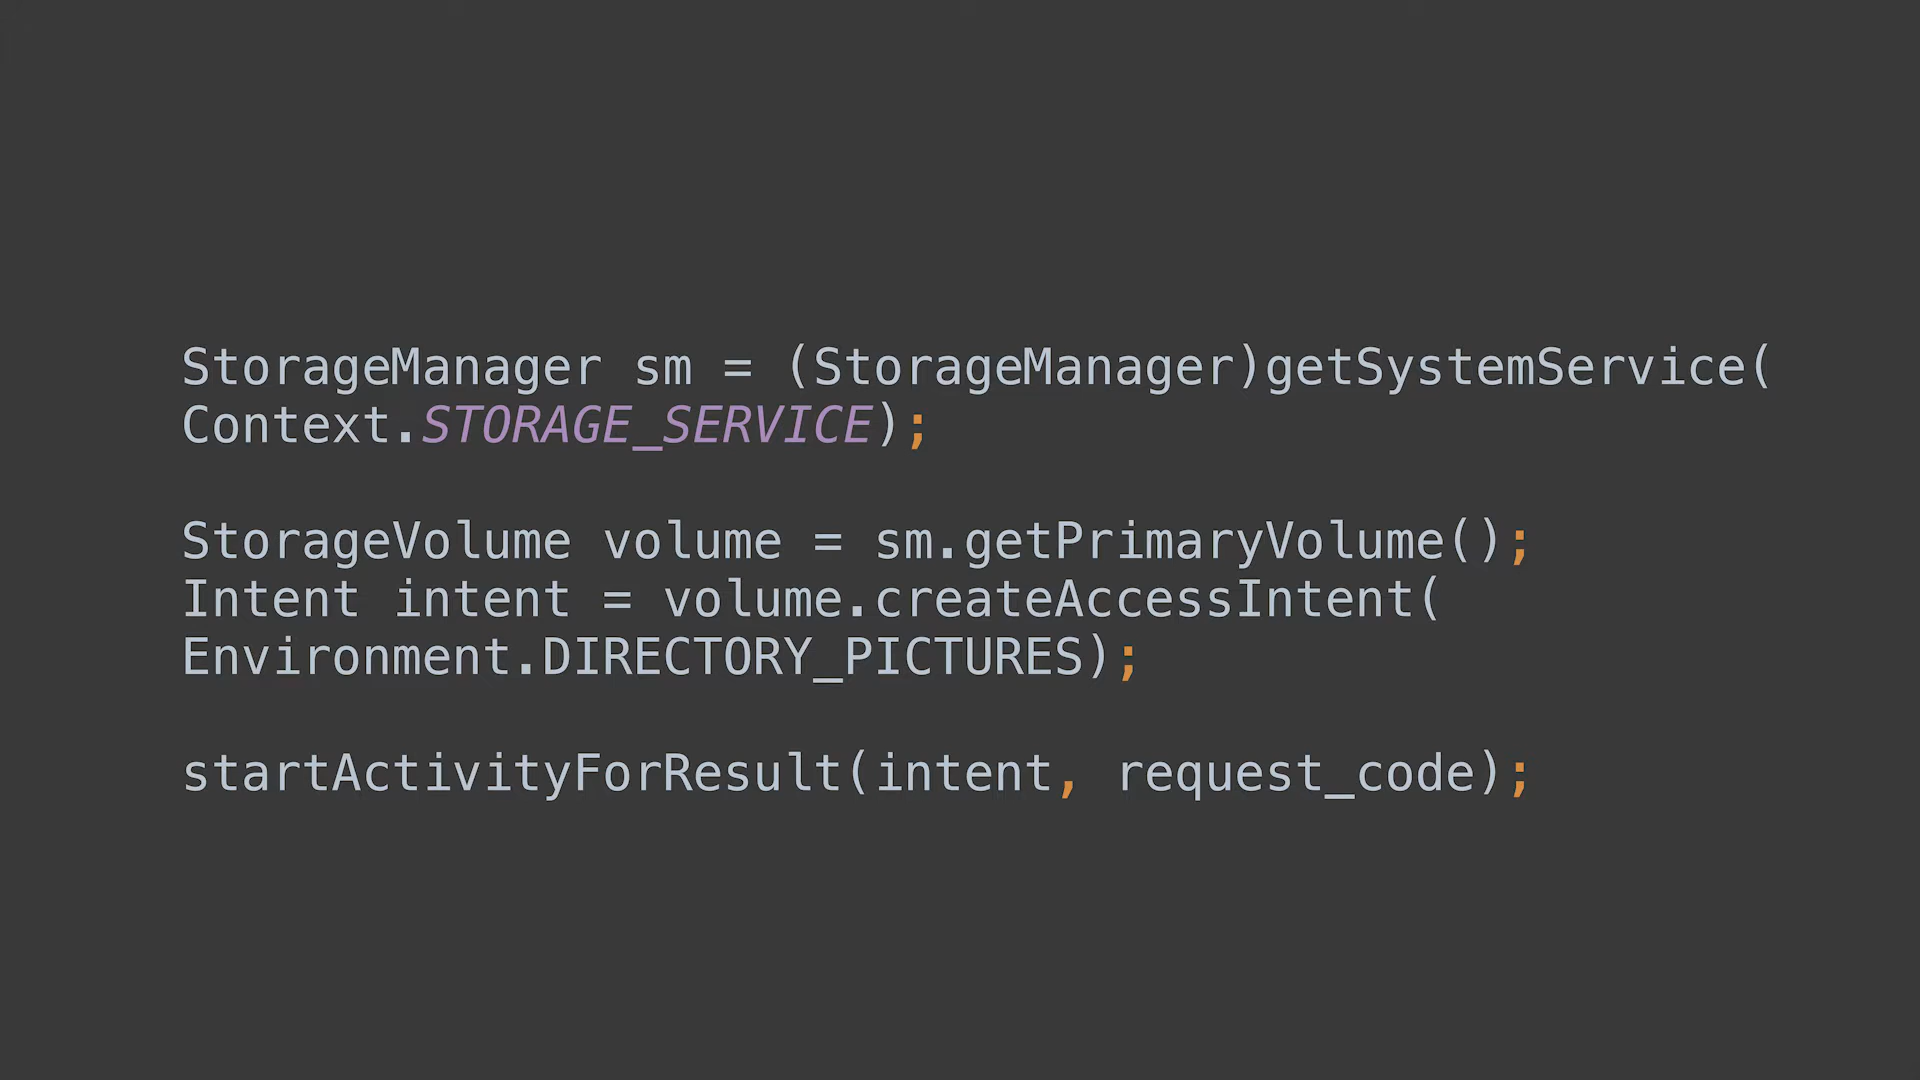 StorageManager sm = (StorageManager)getSystemService(
Context.STORAGE_SERVICE);
StorageVolume volume = sm.getPrimaryVolume();
Intent intent = volume.createAccessIntent(
Environment.DIRECTORY_PICTURES);
startActivityForResult(intent, request_code);